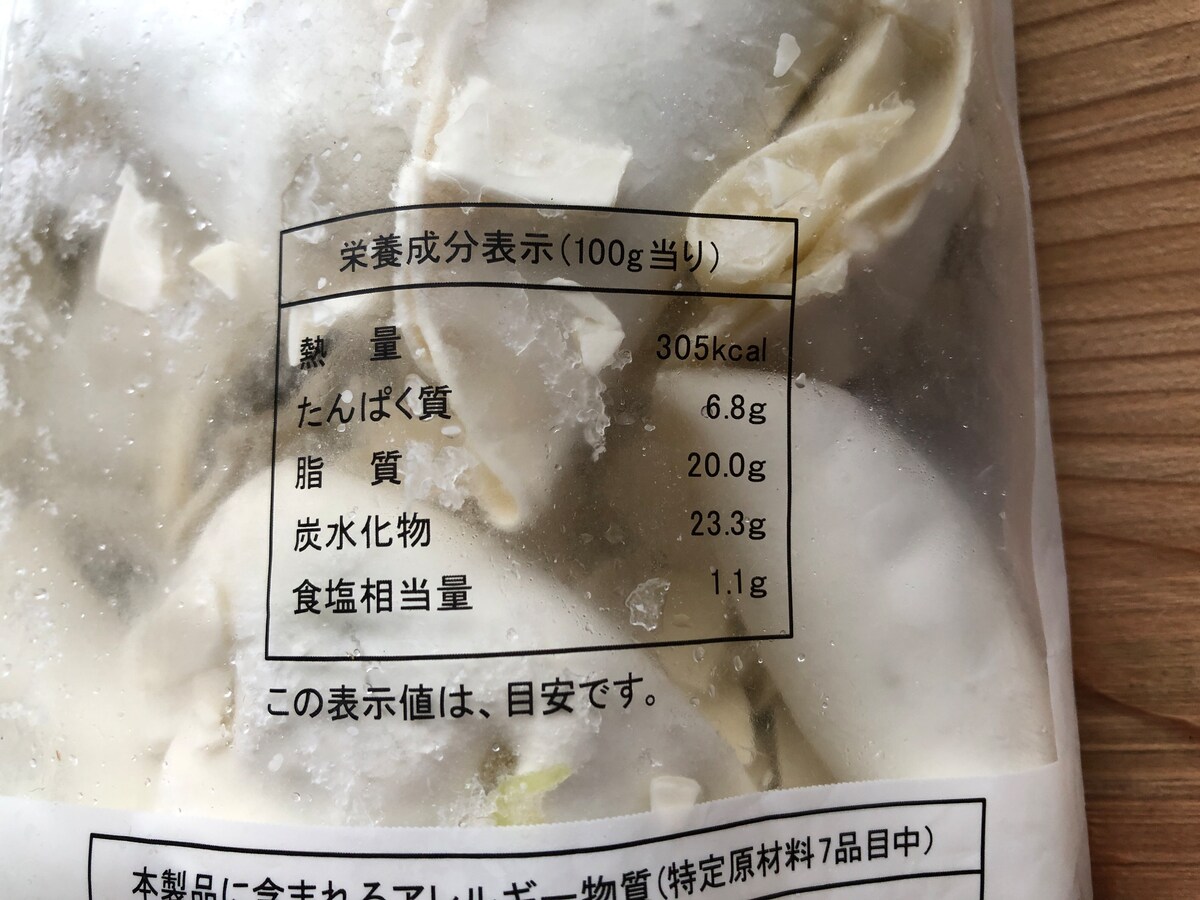 栄養成分表示(100g当り)
熱 量 305kcal
たんぱく質 6.8g
脂 質 20.0g
炭水化物 23.3g
食塩相当量 1.1g
この表示値は、目安です。
本製品に含まれるアレルギー物質(特定原材料7品目中)